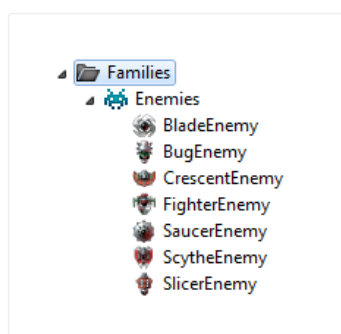 Families
Enemies
BladeEnemy
BugEnemy
CrescentEnemy
FighterEnemy
SaucerEnemy
ScytheEnemy
SlicerEnemy